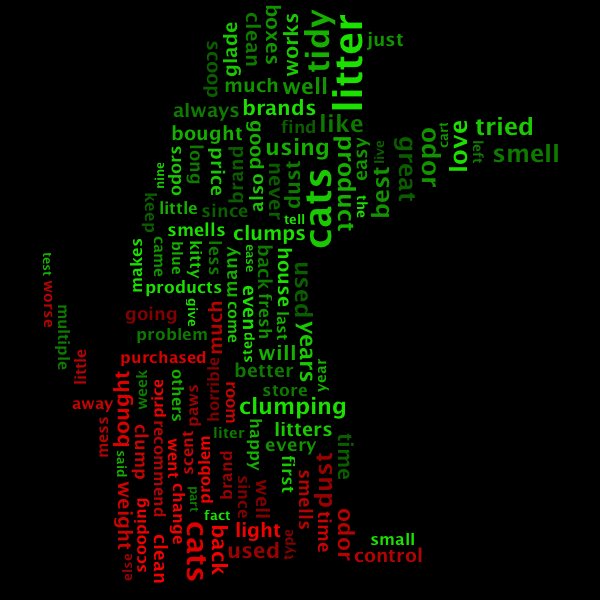 boxes
clean
works
tidy
litter
just
glade
scoops
much
well
always
brands
find
like
bought
good
using
tcnpord
easy
live
great
odor
cart
love
left
tried
smell
nine
odors
long
price
brand
also
never
tsnp
cats
the
best
keep
little
since
tell
smells
clumps
makes
came
blue
kitty
less
many
ease
back
house
used
products
give
come
even
fresh
last
years
test
worse
multiple
little
going
problem
much
days
will
purchased
horrible
better
year
away
bought
week
price
others
paws
room
store
clumping
mess
said
clump
recommend
went
scent
problem
liter
happy
litters
every
time
weight
scooping
change
part
brand
since
well
first
smells
dust
time
odor
fact
else
clean
cats
back
light
used
type
small
control